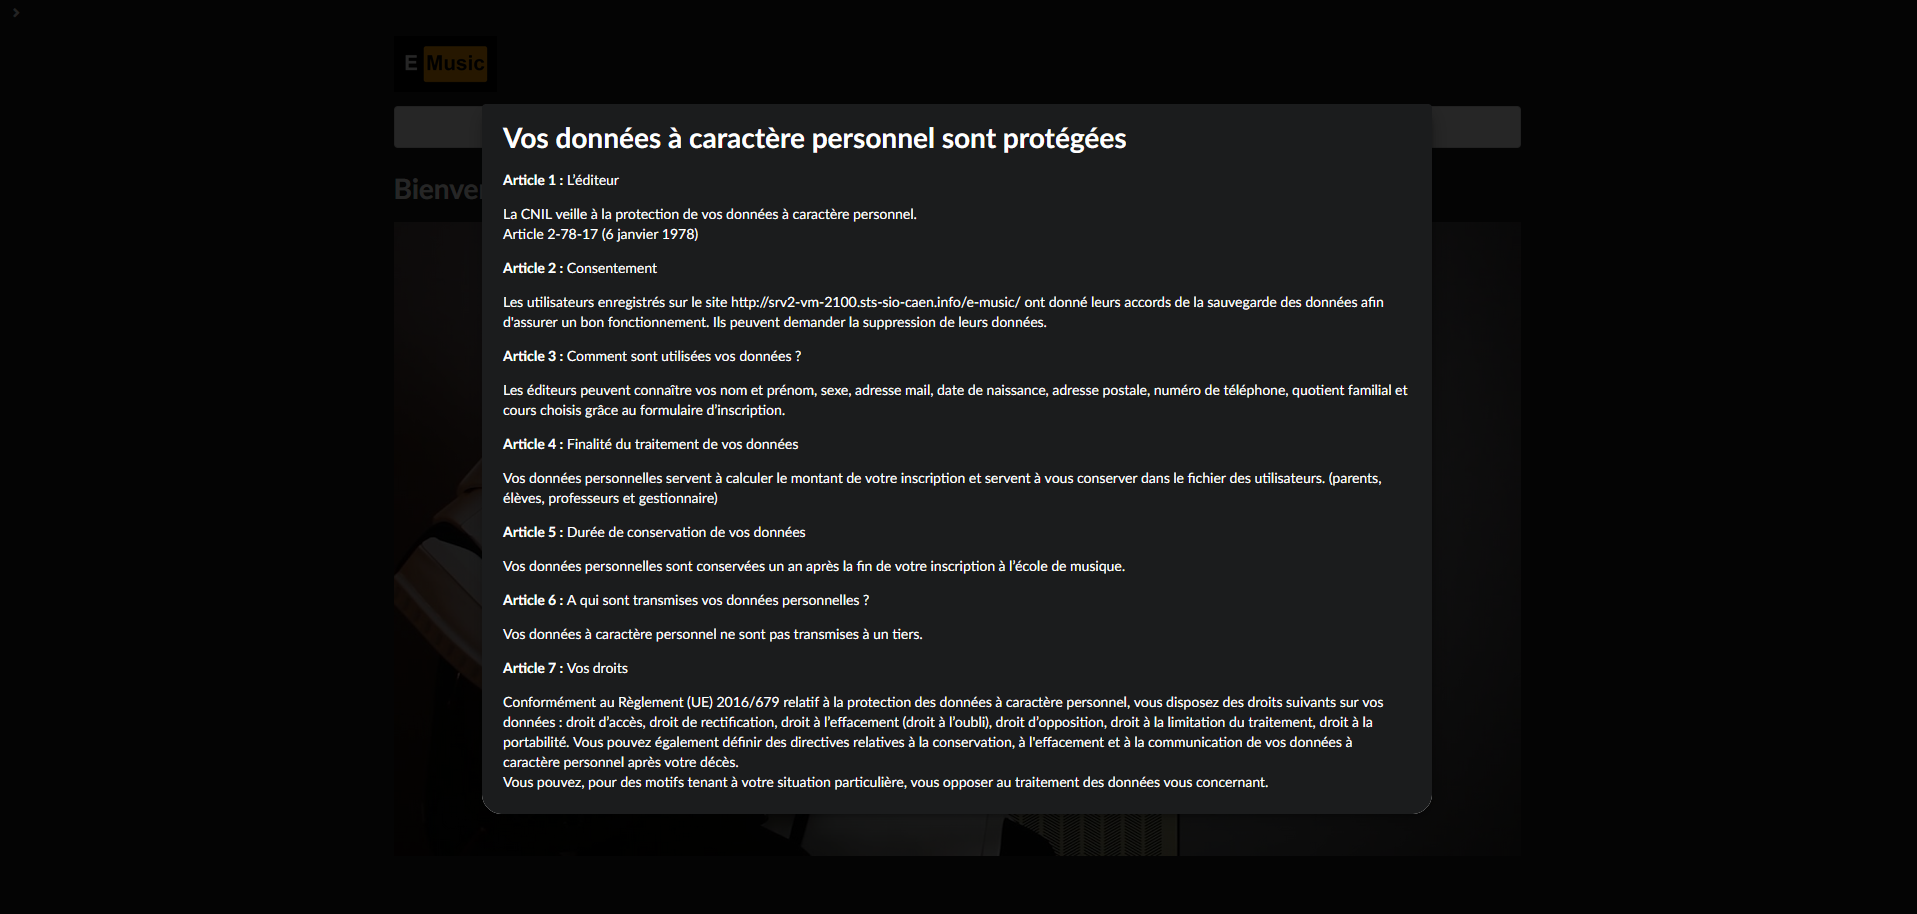 E Music
Vos données à caractère personnel sont protégées
Article 1 : L’éditeur
Bienve
La CNIL veille à la protection de vos données à caractère personnel.
Article 2-78-17 (6 janvier 1978)
Article 2 : Consentement
Les utilisateurs enregistrés sur le site http://srv2-vm-2100.sts-sio-caen.info/e-music/ ont donné leurs accords de la sauvegarde des données afin
d'assurer un bon fonctionnement. Ils peuvent demander la suppression de leurs données.
Article 3 : Comment sont utilisées vos données ?
Les éditeurs peuvent connaître vos nom et prénom, sexe, adresse mail, date de naissance, adresse postale, numéro de téléphone, quotient familial et
cours choisis grâce au formulaire d’inscription.
Article 4 : Finalité du traitement de vos données
Vos données personnelles servent à calculer le montant de votre inscription et servent à vous conserver dans le fichier des utilisateurs. (parents,
élèves, professeurs et gestionnaire)
Article 5 : Durée de conservation de vos données
Vos données personnelles sont conservées un an après la fin de votre inscription à l’école de musique.
Article 6 : A qui sont transmises vos données personnelles ?
Vos données à caractère personnel ne sont pas transmises à un tiers.
Article 7 : Vos droits
Conformément au Règlement (UE) 2016/679 relatif à la protection des données à caractère personnel, vous disposez des droits suivants sur vos
données : droit d’accès, droit de rectification, droit à l’effacement (droit à l’oubli), droit d’opposition, droit à la limitation du traitement, droit à la
portabilité. Vous pouvez également définir des directives relatives à la conservation, à l'effacement et à la communication de vos données à
caractère personnel après votre décès.
Vous pouvez, pour des motifs tenant à votre situation particulière, vous opposer au traitement des données vous concernant.